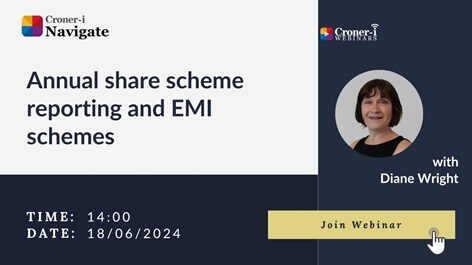 Croner-i
Navigate
Croner-i
WEBINARS
Annual share scheme
reporting and EMI
schemes
with
Diane Wright
TIME: 14:00
DATE: 18/06/2024
Join Webinar